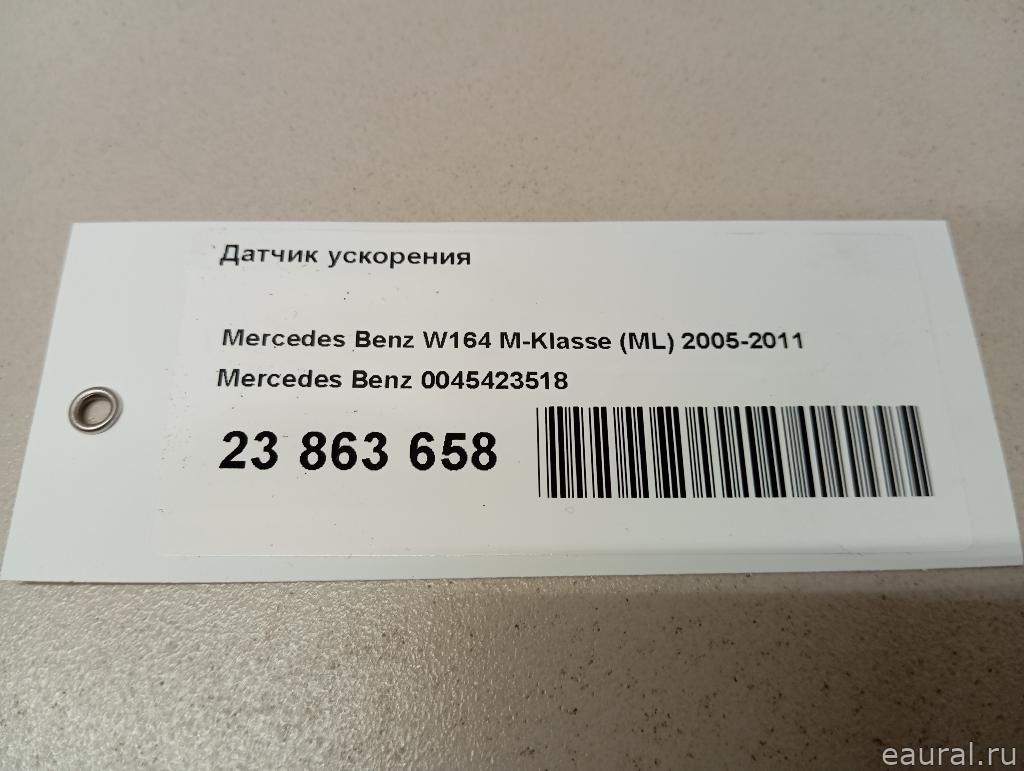 Датчик ускорения
Mercedes Benz W164 M-Klasse (ML) 2005-2011
Mercedes Benz 0045423518
23 863 658
eaural.ru